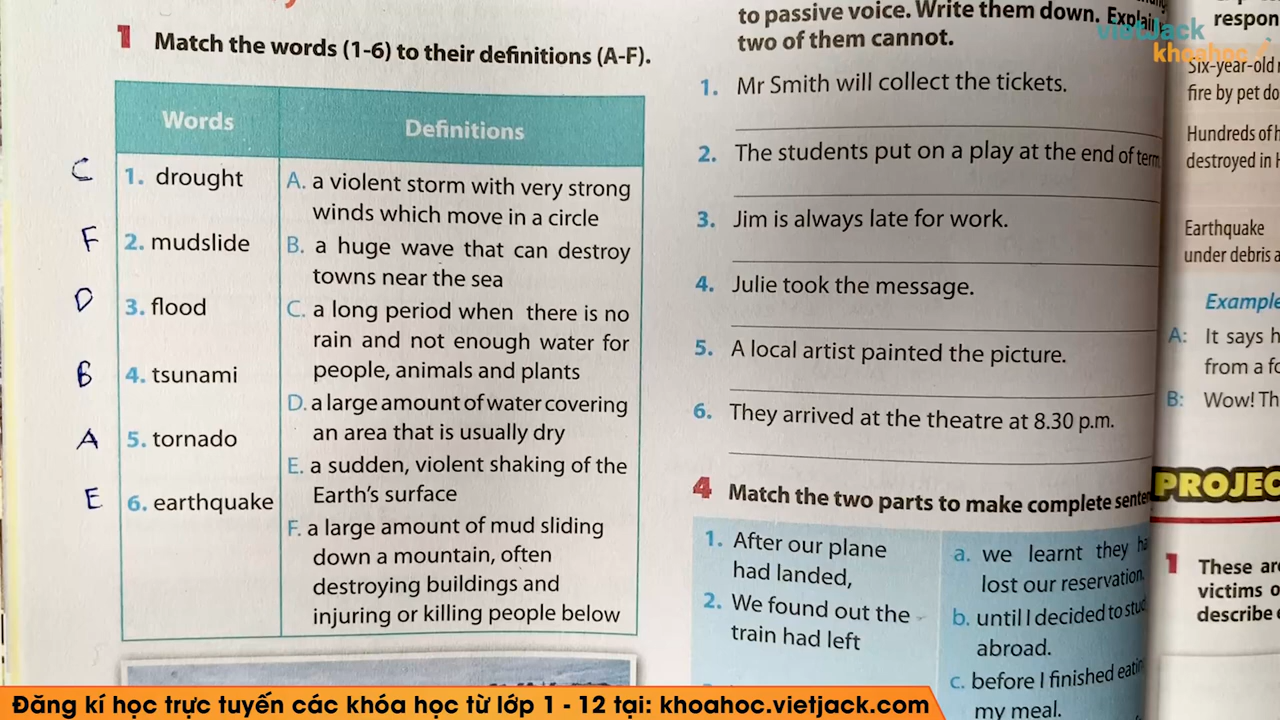 1 Match the words (1-6) to their definitions (A-F).
Words
Definitions
C
1. drought
F
2. mudslide
D
3. flood
B
4. tsunami
A
5. tornado
E
6. earthquake
A. a violent storm with very strong
winds which move in a circle
B. a huge wave that can destroy
towns near the sea
C. a long period when there is no
rain and not enough water for
people, animals and plants
D. a large amount of water covering
an area that is usually dry
E. a sudden, violent shaking of the
Earth's surface
F. a large amount of mud sliding
down a mountain, often
destroying buildings and
injuring or killing people below
to passive voice. Write them down. Explain
two of them cannot.
1. Mr Smith will collect the tickets.
2. The students put on a play at the end of term
3. Jim is always late for work.
4. Julie took the message.
5. A local artist painted the picture.
6. They arrived at the theatre at 8.30 p.m.
4 Match the two parts to make complete
1. After our plane
had landed,
2. We found out the
train had left
a. we learnt they
lost our reservation.
b. until I decided to
abroad.
c. before I finished
my meal.
vietJack
khoahoc
Six-year-old
fire by pet
Hundreds of
destroyed in
Earthquake
under debris
A: It says
from a
B: Wow!
1 These
victims
describe
Đăng kí học trực tuyến các khóa học từ lớp 1 - 12 tại: khoahoc.vietjack.com